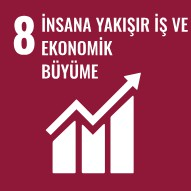 8 İNSANA YAKIŞIR İŞ VE
EKONOMİK
BÜYÜME